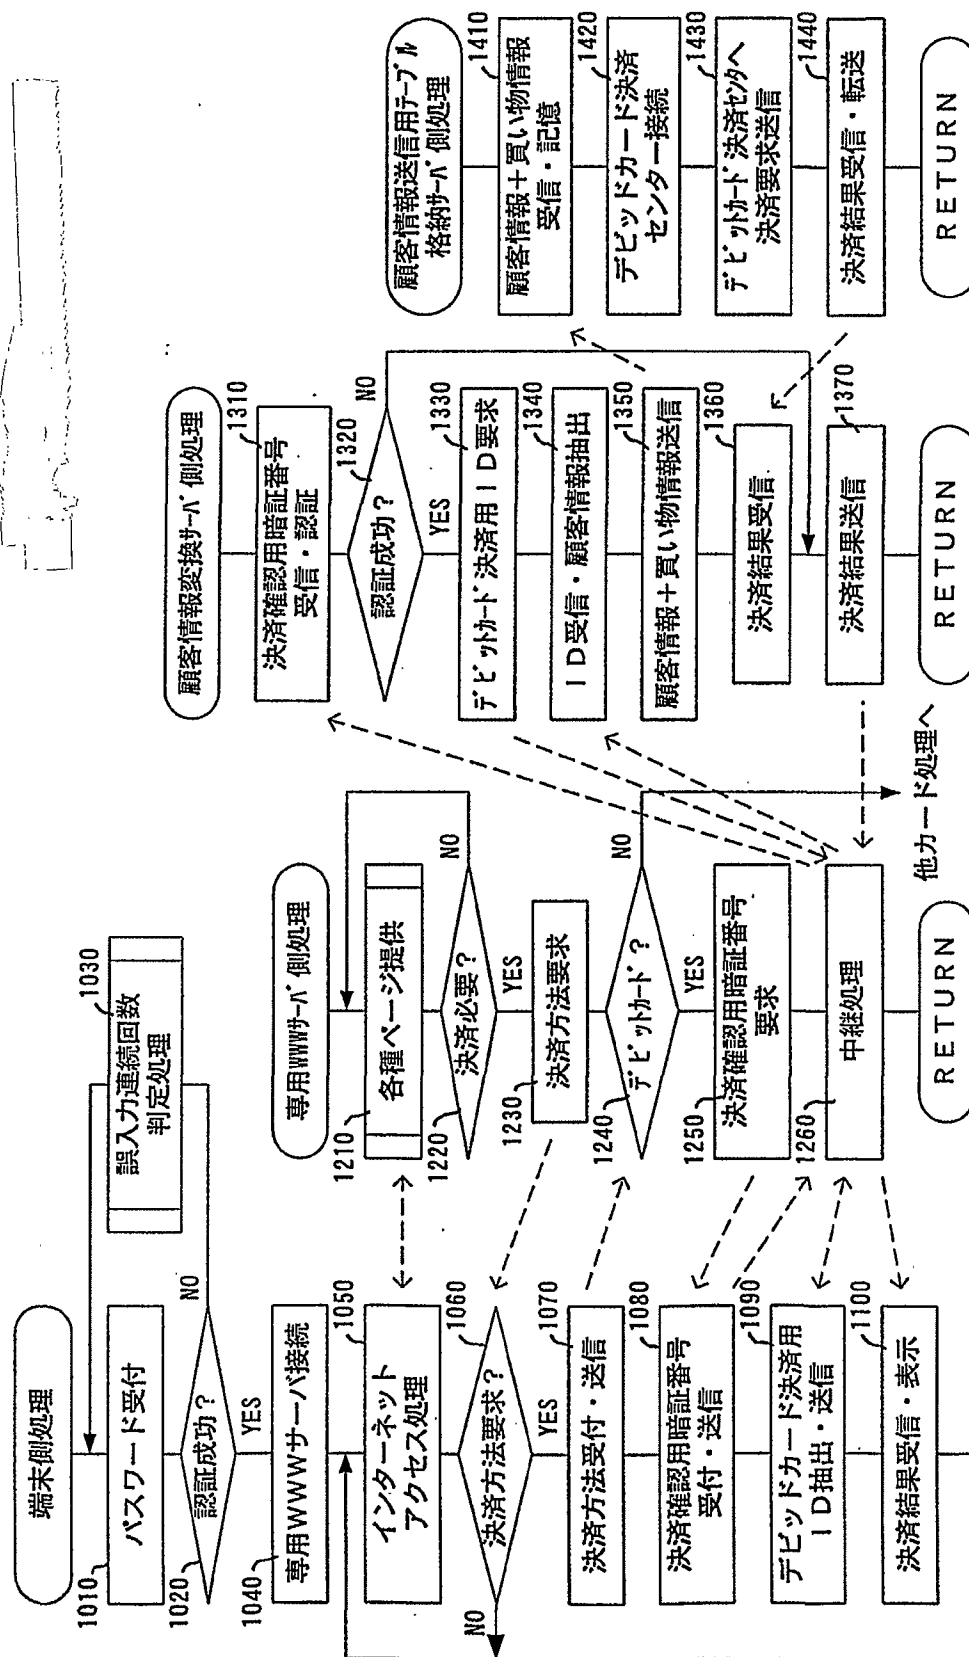 端末側処理
1010
パスワード受付
1020
認証成功?
NO
YES
1030
誤入力連続回数
判定処理
1040
専用WWWサーバ接続
1050
インターネット
アクセス処理
1060
決済方法要求?
NO
YES
1070
決済方法受付・送信
1080
決済確認用暗証番号
受付・送信
1090
デビッドカード決済用
ID抽出・送信
1100
決済結果受信・表示
専用WWWサーバ側処理
1210
各種ページ提供
1220
決済必要?
NO
YES
1230
決済方法要求
1240
デビットカード?
NO
YES
1250
決済確認用暗証番号
要求
1260
中継処理
他カード処理へ
RETURN
顧客情報変換サーバ側処理
1310
決済確認用暗証番号
受信・認証
1320
認証成功?
NO
YES
1330
デビットカード決済用ID要求
1340
ID受信・顧客情報抽出
1350
顧客情報+買い物情報送信
1360
決済結果受信
1370
決済結果送信
RETURN
顧客情報送信用テーブル
格納サーバ側処理
1410
顧客情報+買い物情報
受信・記憶
1420
デビッドカード決済
センター接続
1430
デビットカード決済センタへ
決済要求送信
1440
決済結果受信・転送
RETURN